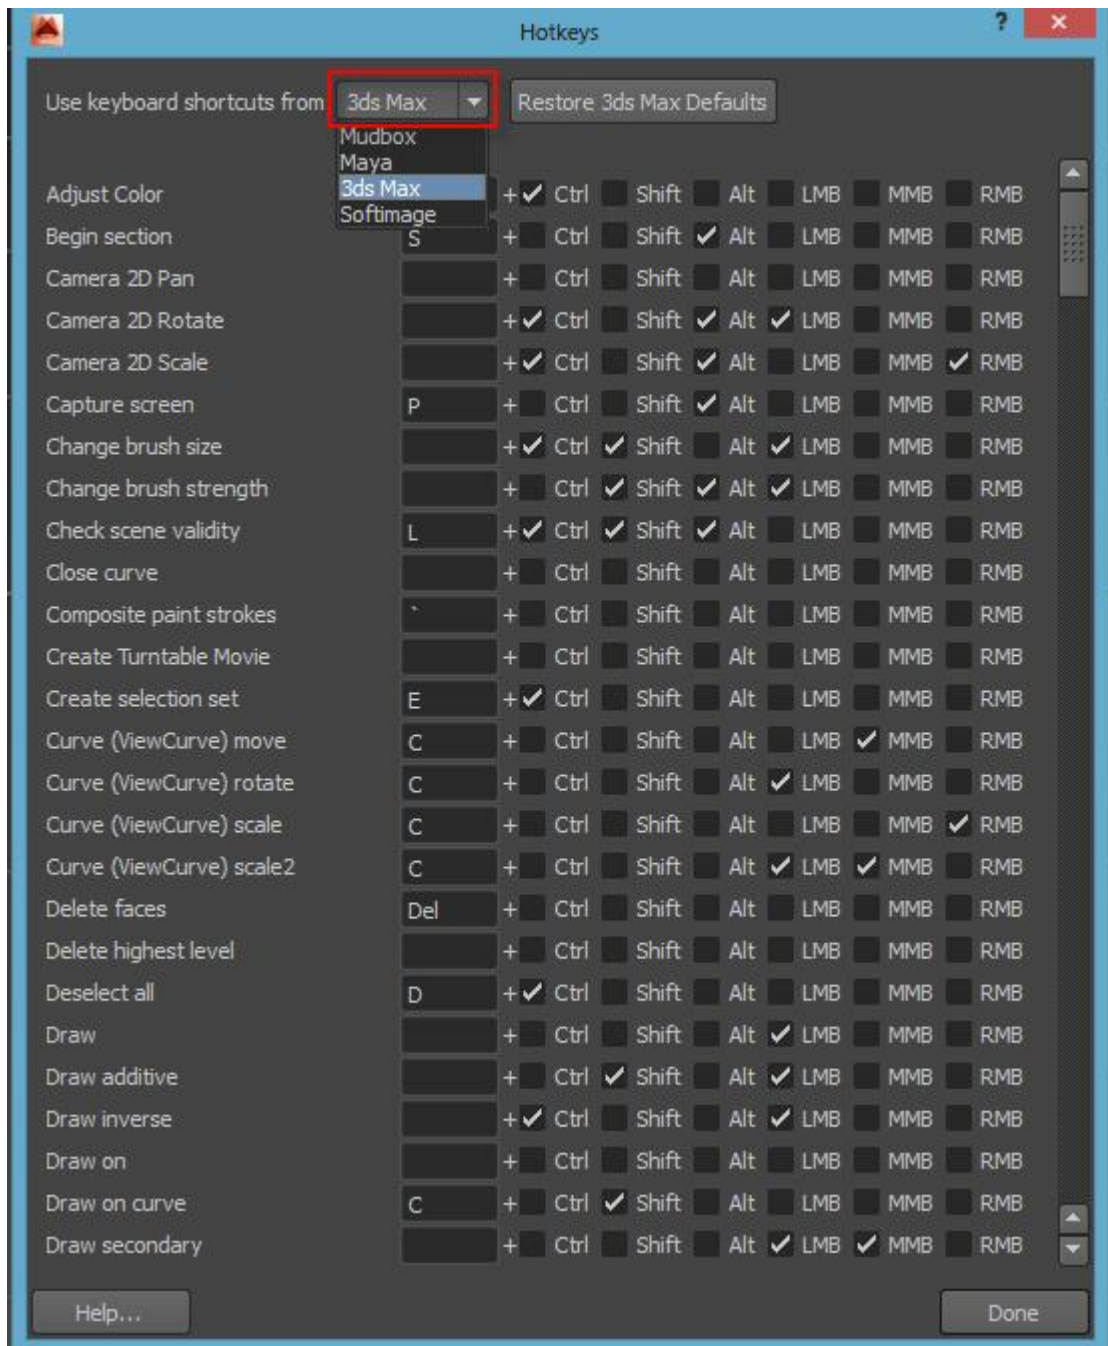 Hotkeys ? ×
Use keyboard shortcuts from 3ds Max Restore 3ds Max Defaults
Mudbox
Maya
3ds Max
Softimage
Adjust Color + Ctrl Shift Alt LMB MMB RMB
Begin section S + Ctrl Shift Alt LMB MMB RMB
Camera 2D Pan + Ctrl Shift Alt LMB MMB RMB
Camera 2D Rotate + Ctrl Shift Alt LMB MMB RMB
Camera 2D Scale + Ctrl Shift Alt LMB MMB RMB
Capture screen P + Ctrl Shift Alt LMB MMB RMB
Change brush size + Ctrl Shift Alt LMB MMB RMB
Change brush strength + Ctrl Shift Alt LMB MMB RMB
Check scene validity L + Ctrl Shift Alt LMB MMB RMB
Close curve + Ctrl Shift Alt LMB MMB RMB
Composite paint strokes ` + Ctrl Shift Alt LMB MMB RMB
Create Turntable Movie + Ctrl Shift Alt LMB MMB RMB
Create selection set E + Ctrl Shift Alt LMB MMB RMB
Curve (ViewCurve) move C + Ctrl Shift Alt LMB MMB RMB
Curve (ViewCurve) rotate C + Ctrl Shift Alt LMB MMB RMB
Curve (ViewCurve) scale C + Ctrl Shift Alt LMB MMB RMB
Curve (ViewCurve) scale2 C + Ctrl Shift Alt LMB MMB RMB
Delete faces Del + Ctrl Shift Alt LMB MMB RMB
Delete highest level + Ctrl Shift Alt LMB MMB RMB
Deselect all D + Ctrl Shift Alt LMB MMB RMB
Draw + Ctrl Shift Alt LMB MMB RMB
Draw additive + Ctrl Shift Alt LMB MMB RMB
Draw inverse + Ctrl Shift Alt LMB MMB RMB
Draw on + Ctrl Shift Alt LMB MMB RMB
Draw on curve C + Ctrl Shift Alt LMB MMB RMB
Draw secondary + Ctrl Shift Alt LMB MMB RMB
Help... Done